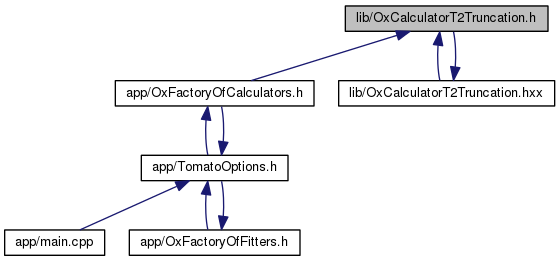 lib/OxCalculatorT2Truncation.h
app/OxFactoryOfCalculators.h
lib/OxCalculatorT2Truncation.hxx
app/TomatoOptions.h
app/main.cpp
app/OxFactoryOfFitters.h